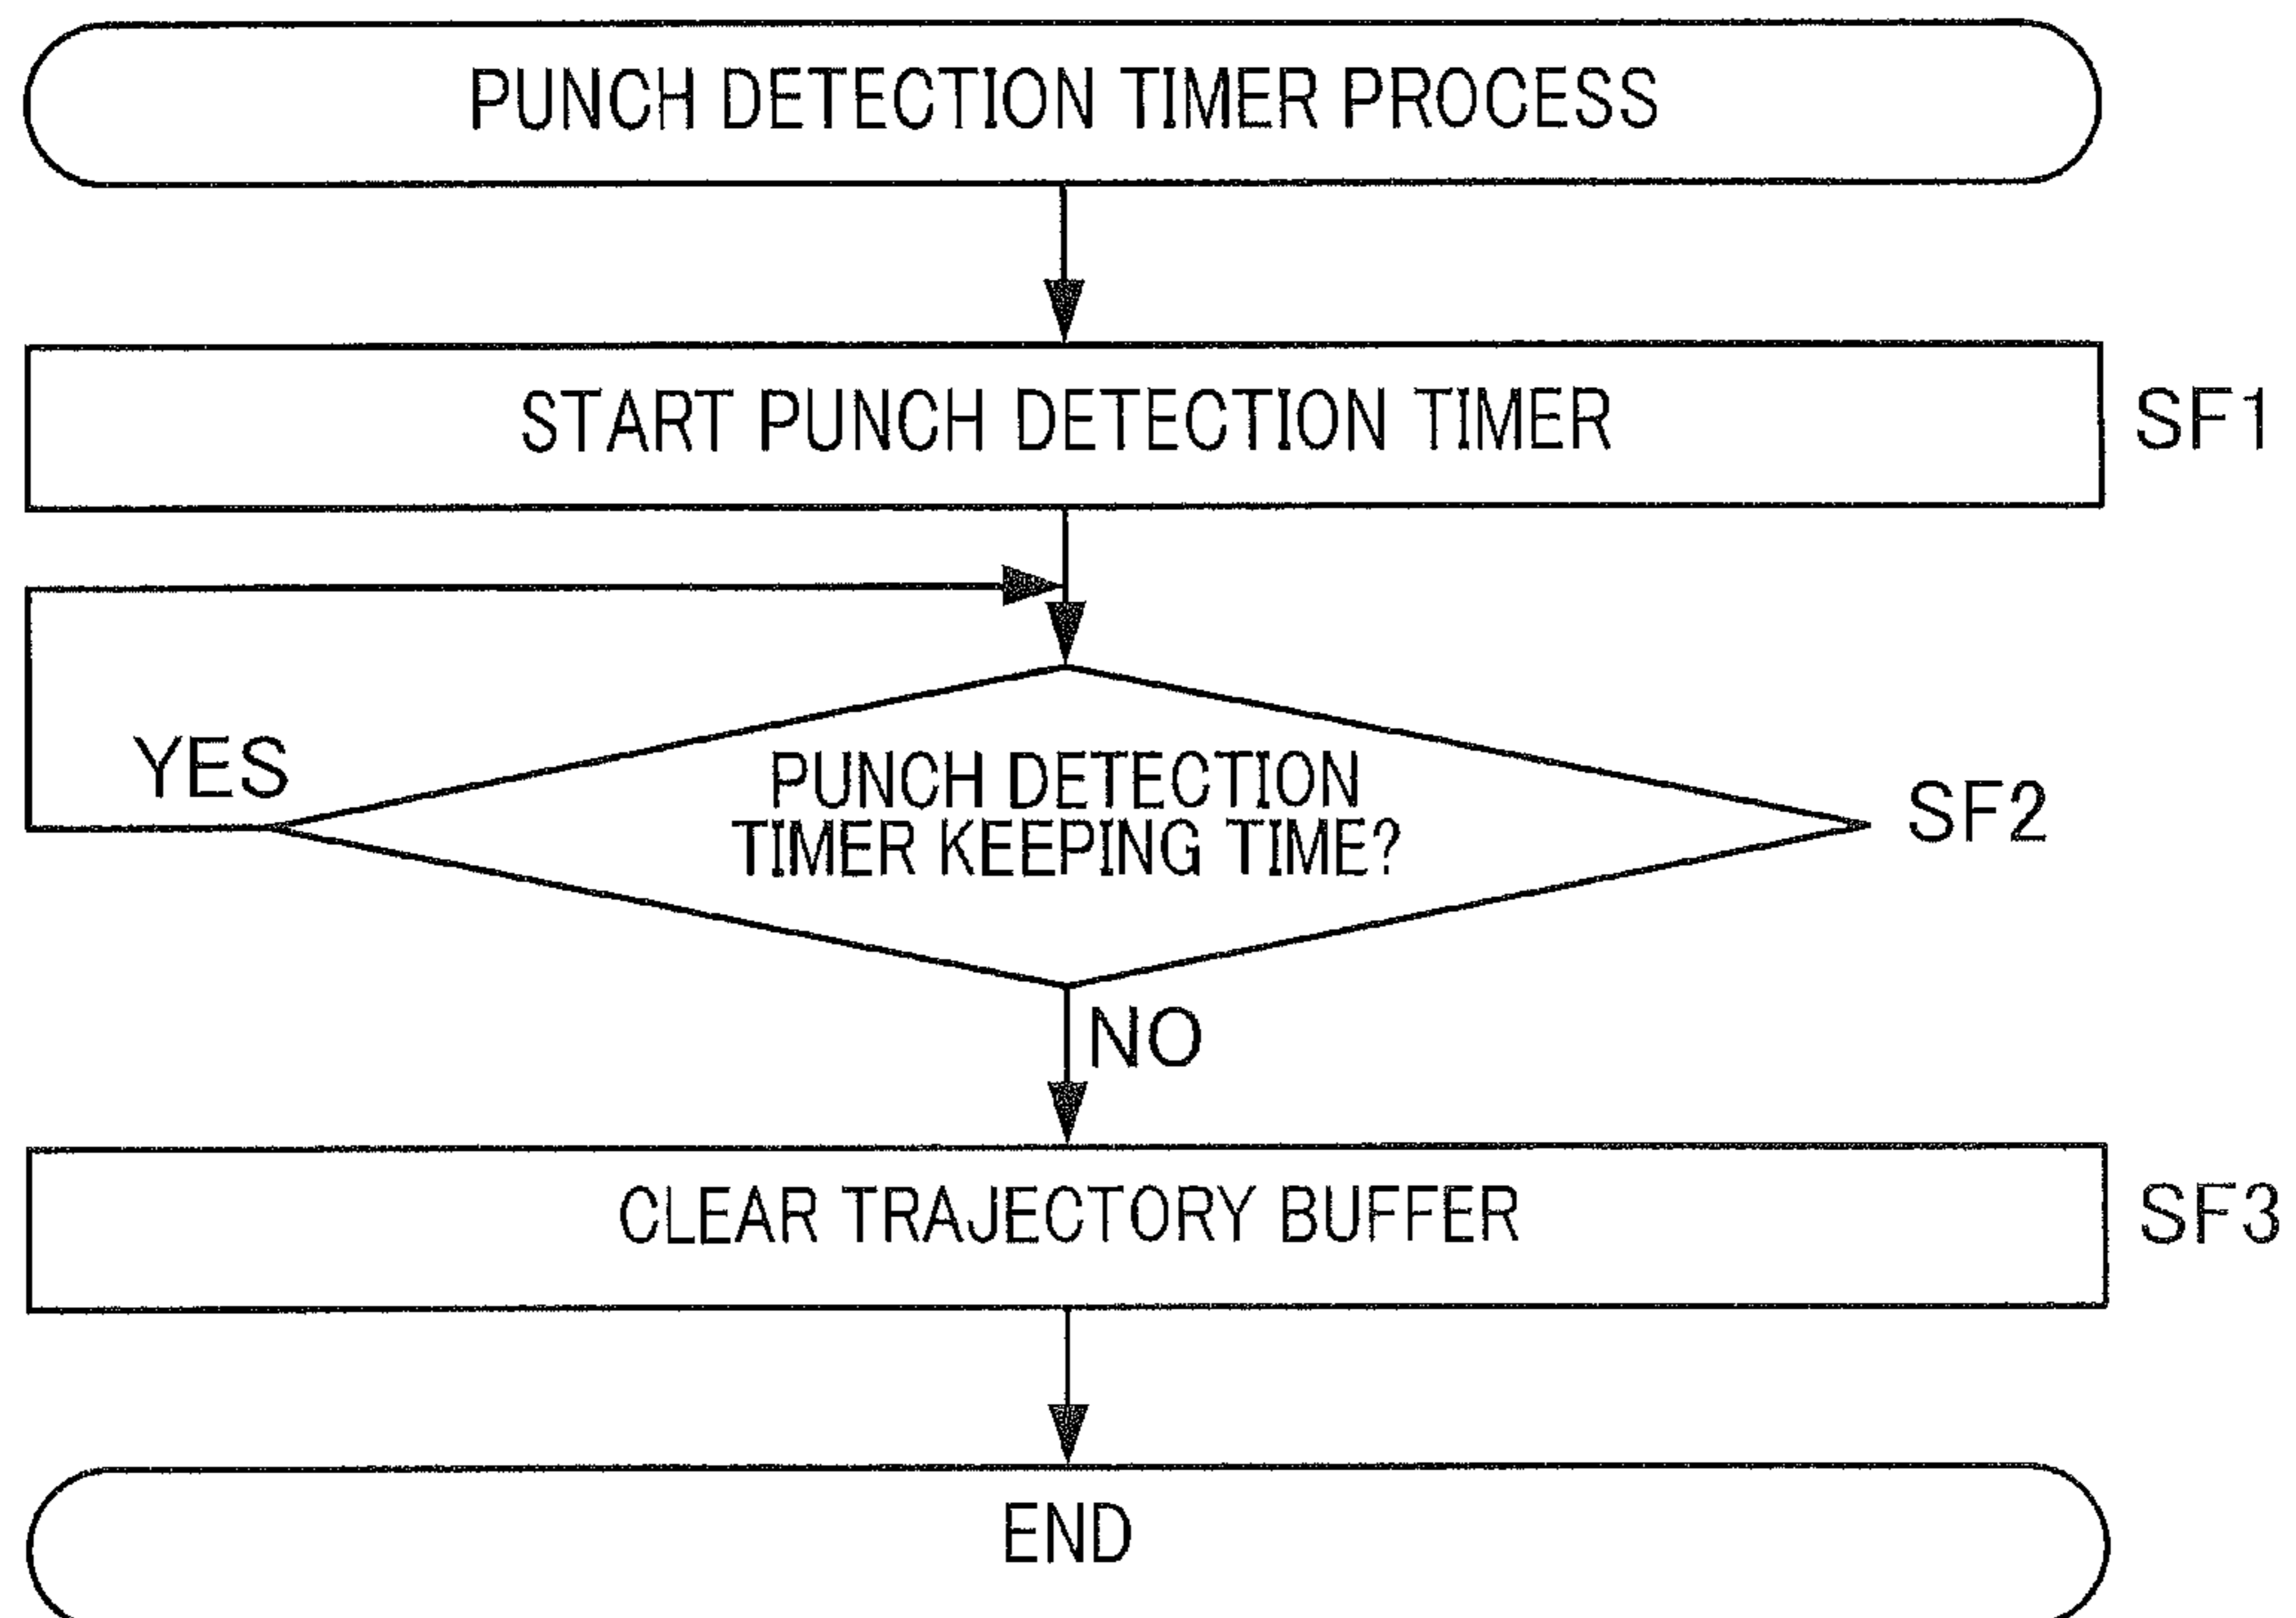 PUNCH DETECTION TIMER PROCESS
START PUNCH DETECTION TIMER
SF1
YES
PUNCH DETECTION
TIMER KEEPING TIME?
SF2
NO
CLEAR TRAJECTORY BUFFER
SF3
END